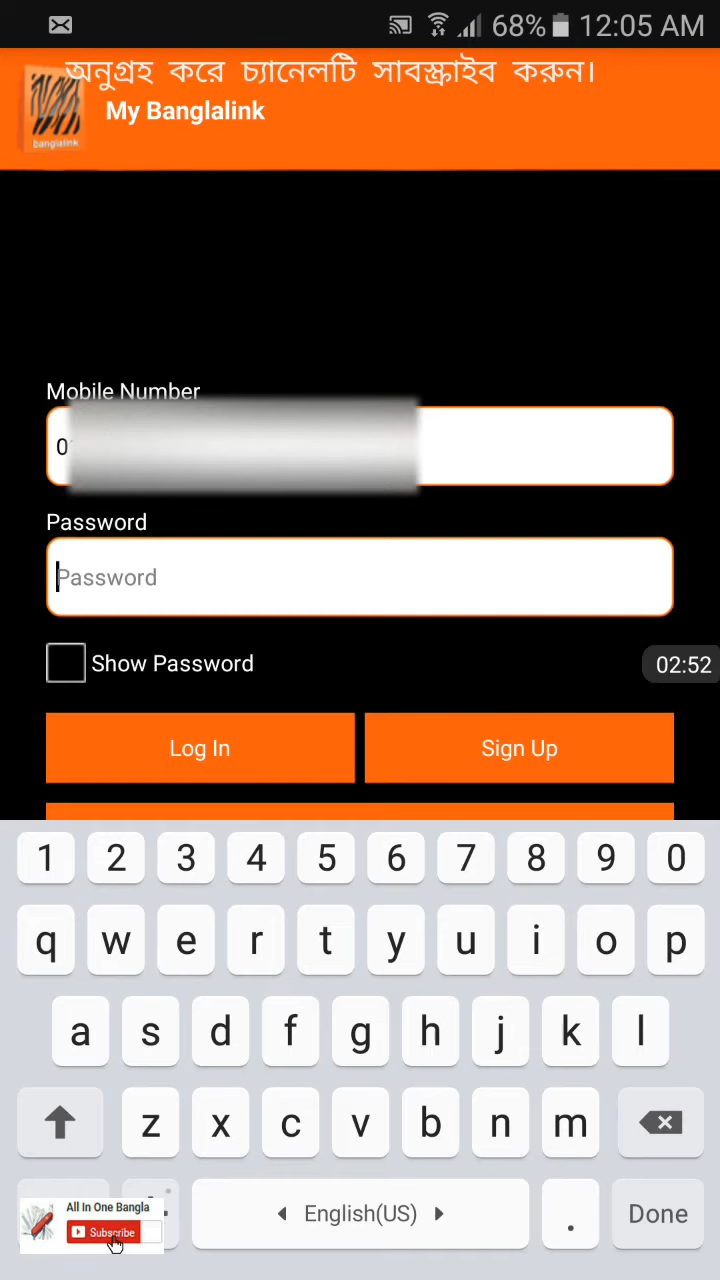 68% 12:05 AM
অনুগ্রহ করে চ্যানেলটি সাবস্ক্রাইব করুন।
banglalink
My Banglalink
Mobile Number
0
Password
Password
Show Password
02:52
Log In
Sign Up
1 2 3 4 5 6 7 8 9 0
q w e r t y u i o p
a s d f g h j k l
z x c v b n m
All In One Bangla
Subscribe
English(US)
.
Done